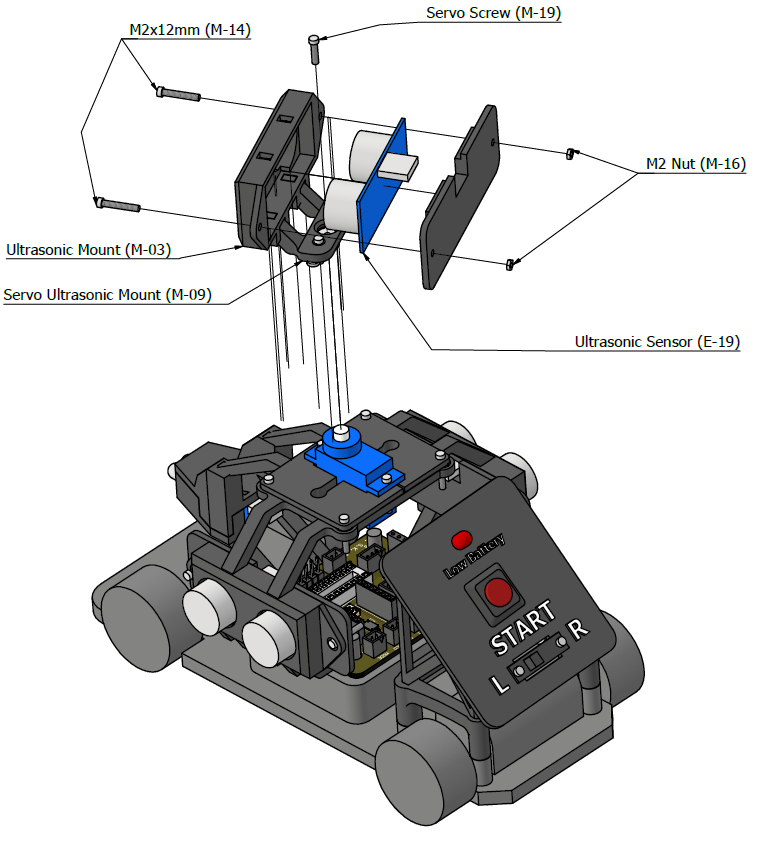 Servo Screw (M-19)
M2x12mm (M-14)
M2 Nut (M-16)
Ultrasonic Mount (M-03)
Servo Ultrasonic Mount (M-09)
Ultrasonic Sensor (E-19)
Low Battery
START
L R